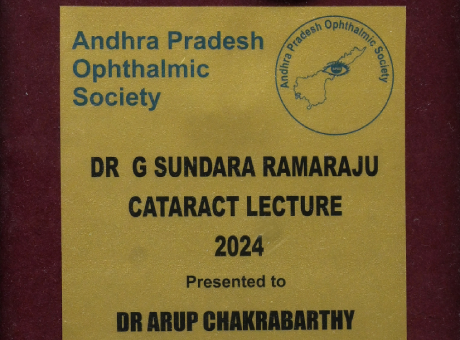 Andhra Pradesh
Ophthalmic
Society
Andhra Pradesh Ophthalmic Society
DR G SUNDARA RAMARAJU
CATARACT LECTURE
2024
Presented to
DR ARUP CHAKRABARTHY